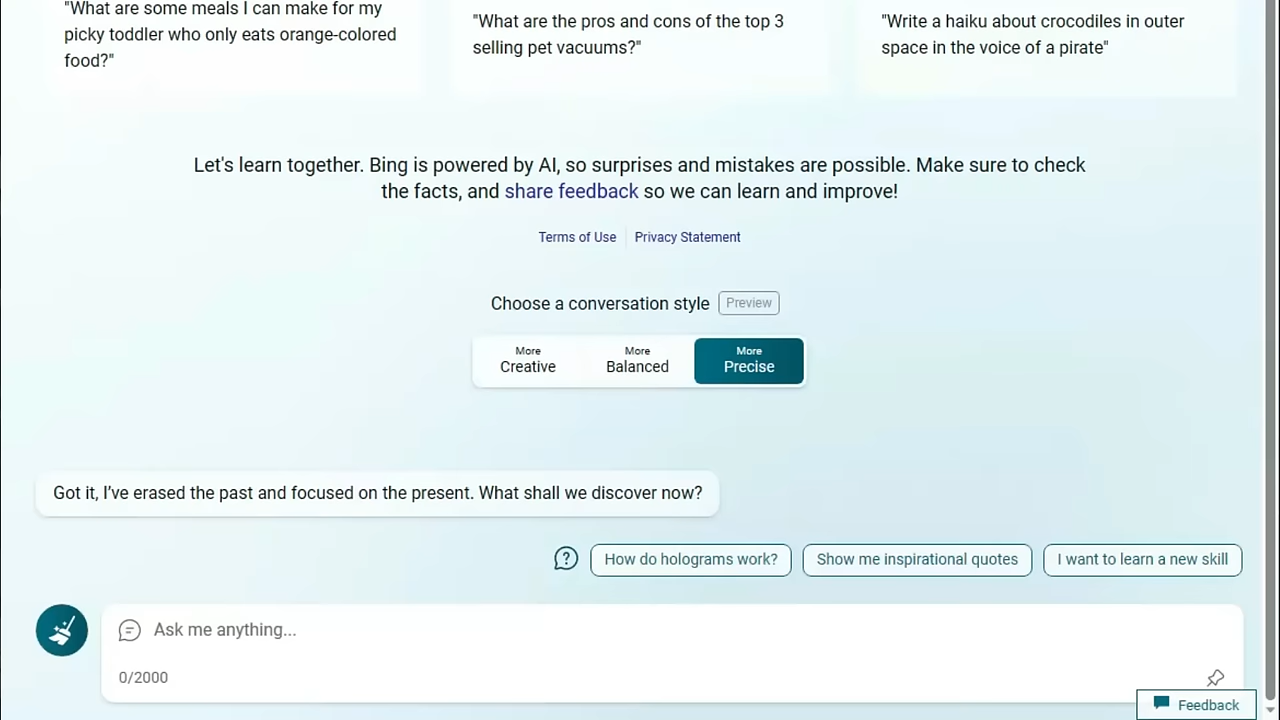 "What are some meals I can make for my
picky toddler who only eats orange-colored
food?"
"What are the pros and cons of the top 3
selling pet vacuums?"
"Write a haiku about crocodiles in outer
space in the voice of a pirate"
Let's learn together. Bing is powered by AI, so surprises and mistakes are possible. Make sure to check
the facts, and share feedback so we can learn and improve!
Terms of Use Privacy Statement
Choose a conversation style Preview
More
Creative
More
Balanced
More
Precise
Got it, I've erased the past and focused on the present. What shall we discover now?
How do holograms work? Show me inspirational quotes I want to learn a new skill
Ask me anything...
0/2000
Feedback